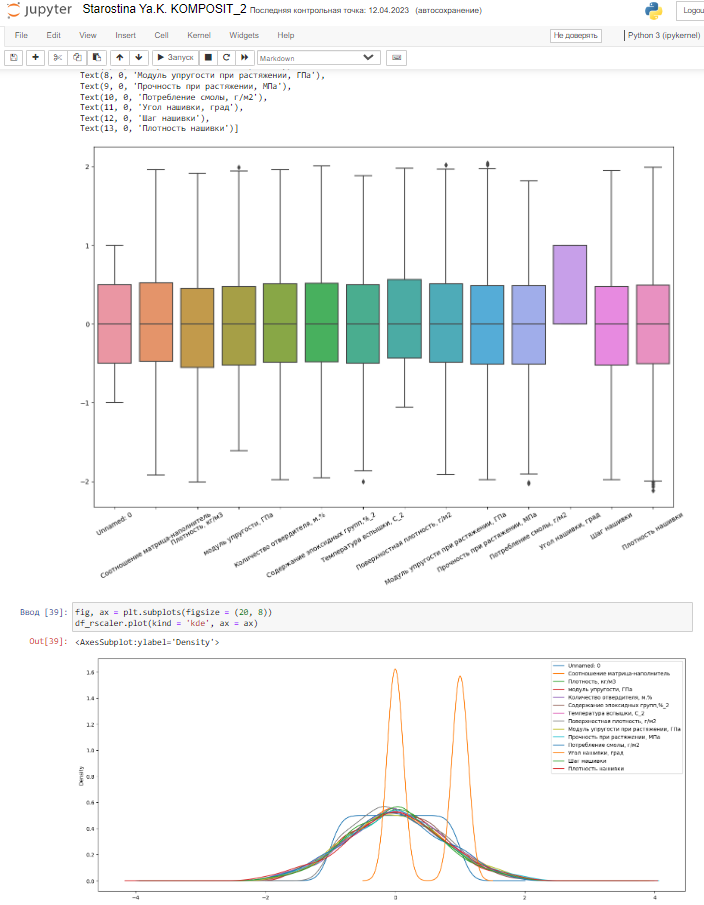 jupyter Starostina Ya.K. KOMPOSIT_2 Последняя контрольная точка: 12.04.2023 (автосохранение)
Logou
File Edit View Insert Cell Kernel Widgets Help Не доверять Python 3 (ipykernel)
Запуск Markdown
Text(8, 0, 'Модуль упругости при растяжении, ГПа'),
Text(9, 0, 'Прочность при растяжении, МПа'),
Text(10, 0, 'Потребление смолы, г/м2'),
Text(11, 0, 'Угол нашивки, град'),
Text(12, 0, 'Шаг нашивки'),
Text(13, 0, 'Плотность нашивки')]
2
1
0
−1
−2
Unnamed: 0
Соотношение матрица-наполнитель
Плотность, кг/м3
модуль упругости, ГПа
Количество отвердителя, м.%
Содержание эпоксидных групп,%_2
Температура вспышки, С_2
Поверхностная плотность, г/м2
Модуль упругости при растяжении, ГПа
Прочность при растяжении, МПа
Потребление смолы, г/м2
Угол нашивки, град
Шаг нашивки
Плотность нашивки
Ввод [39]: fig, ax = plt.subplots(figsize = (20, 8))
df_rscaler.plot(kind = 'kde', ax = ax)
Out[39]: <AxesSubplot:ylabel='Density'>
Unnamed: 0
Соотношение матрица-наполнитель
Плотность, кг/м3
модуль упругости, ГПа
Количество отвердителя, м.%
Содержание эпоксидных групп,%_2
Температура вспышки, С_2
Поверхностная плотность, г/м2
Модуль упругости при растяжении, ГПа
Прочность при растяжении, МПа
Потребление смолы, г/м2
Угол нашивки, град
Шаг нашивки
Плотность нашивки
1.6
1.4
1.2
1.0
0.8
0.6
0.4
0.2
0.0
Density
−4 −2 0 2 4